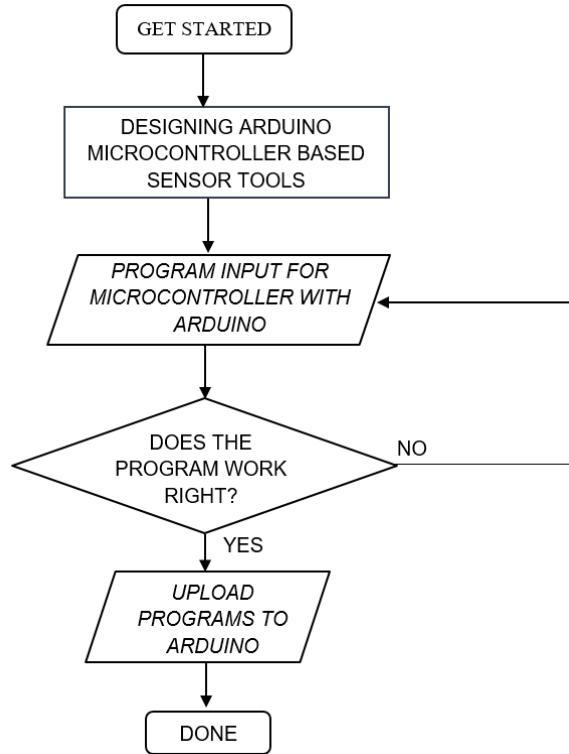 GET STARTED
DESIGNING ARDUINO
MICROCONTROLLER BASED
SENSOR TOOLS
PROGRAM INPUT FOR
MICROCONTROLLER WITH
ARDUINO
DOES THE
PROGRAM WORK
RIGHT?
NO
YES
UPLOAD
PROGRAMS TO
ARDUINO
DONE